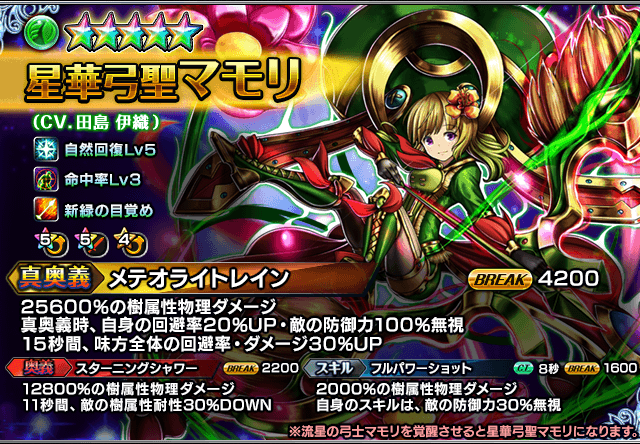 星華弓聖マモリ
(CV.田島 伊織)
自然回復Lv5
命中率Lv3
新緑の目覚め
5 5 4
真奥義 メテオライトレイン BREAK 4200
25600%の樹属性物理ダメージ
真奥義時、自身の回避率20%UP・敵の防御力100%無視
15秒間、味方全体の回避率・ダメージ30%UP
奥義 スターニングシャワー BREAK 2200
12800%の樹属性物理ダメージ
11秒間、敵の樹属性耐性30%DOWN
スキル フルパワーショット C.T. 8秒 BREAK 1600
2000%の樹属性物理ダメージ
自身のスキルは、敵の防御力30%無視
※流星の弓士マモリを覚醒させると星華弓聖マモリになります。